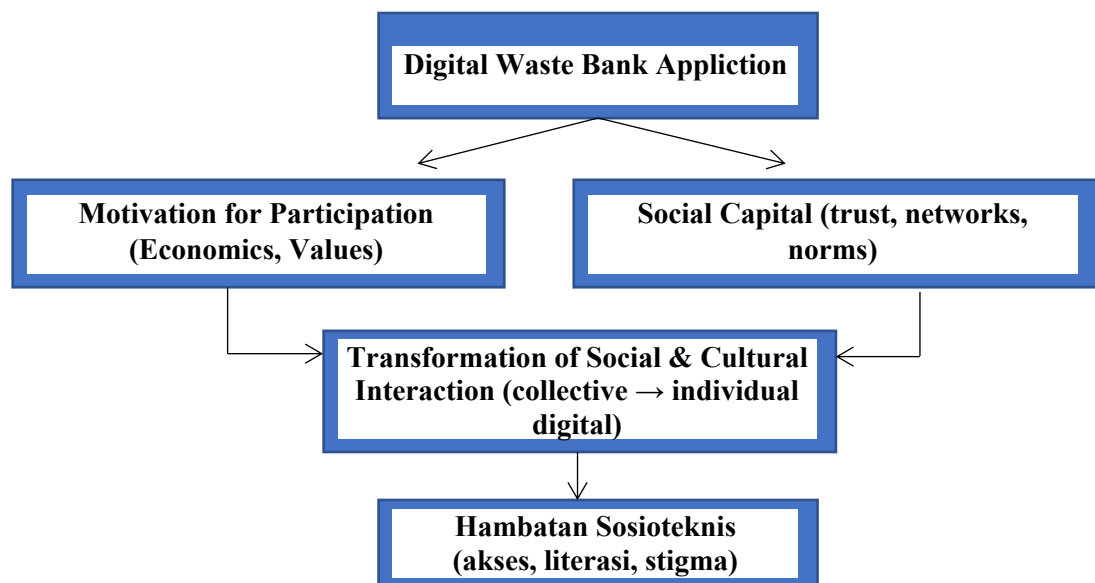 Digital Waste Bank Appliction
Motivation for Participation
(Economics, Values)
Social Capital (trust, networks,
norms)
Transformation of Social & Cultural
Interaction (collective → individual
digital)
Hambatan Sosioteknis
(akses, literasi, stigma)